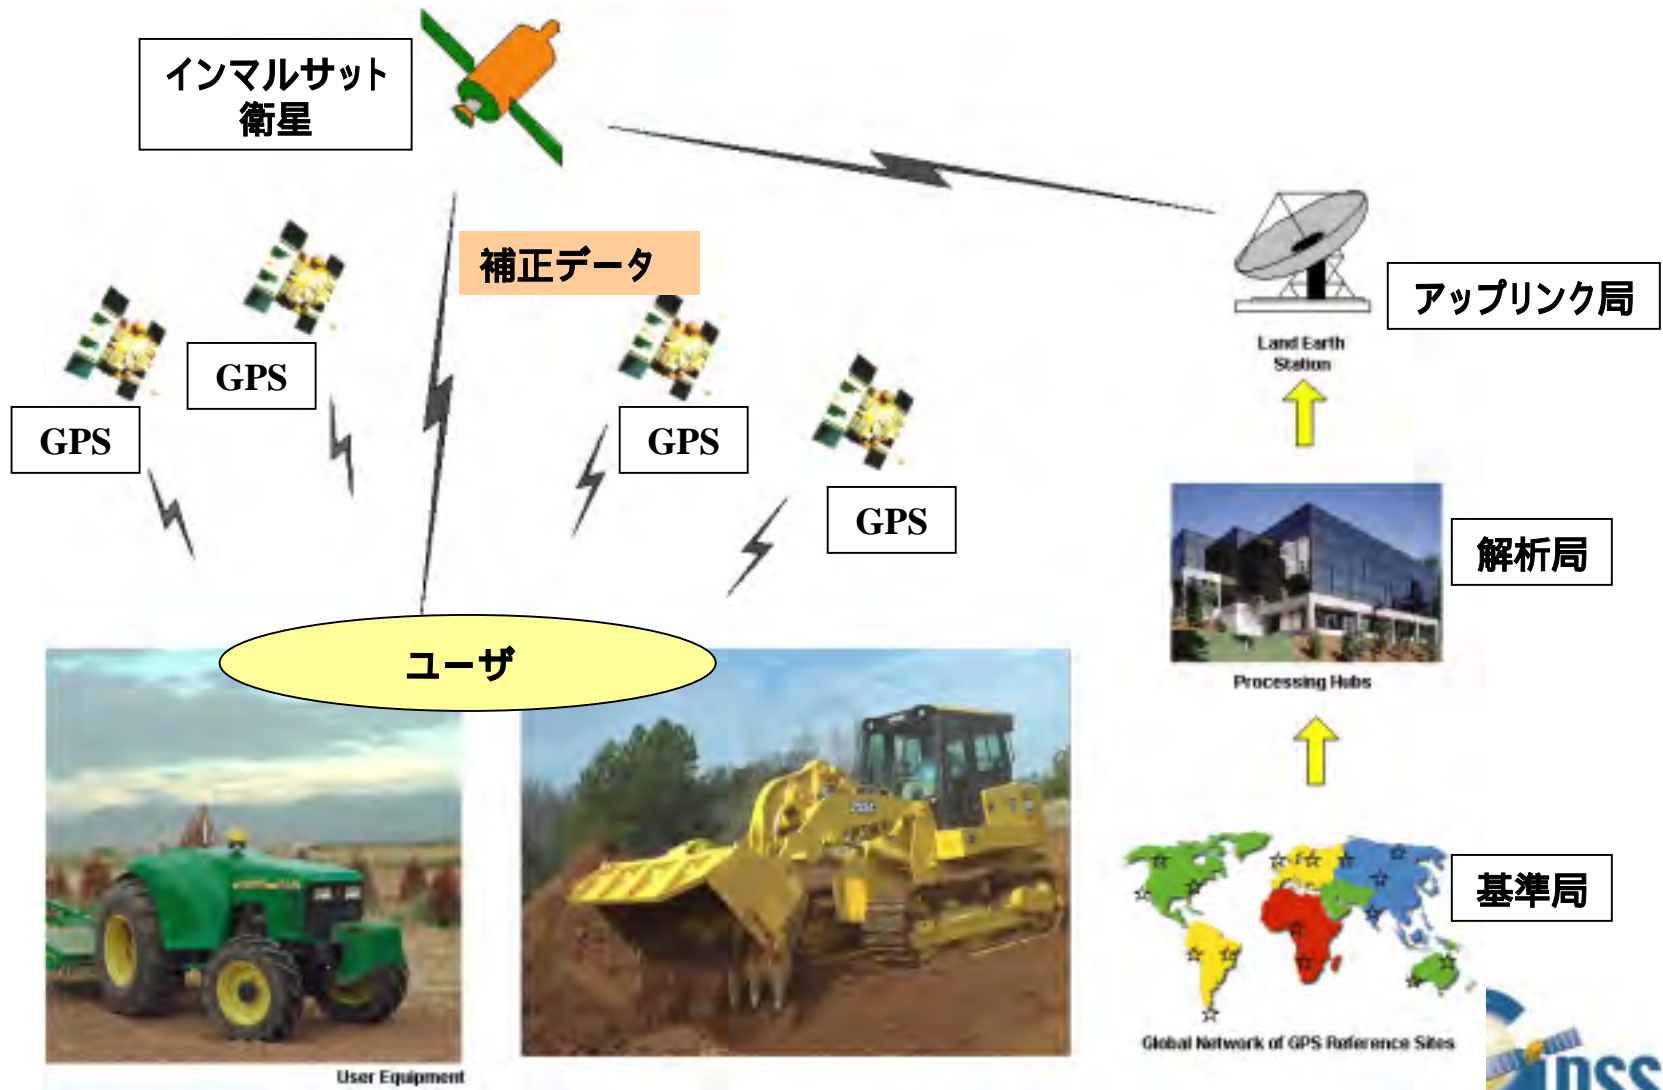 インマルサット
衛星
補正データ
アップリンク局
Land Earth
Station
GPS
GPS
GPS
GPS
解析局
ユーザ
Processing Hubs
基準局
Global Network of GPS Reference Sites
User Equipment